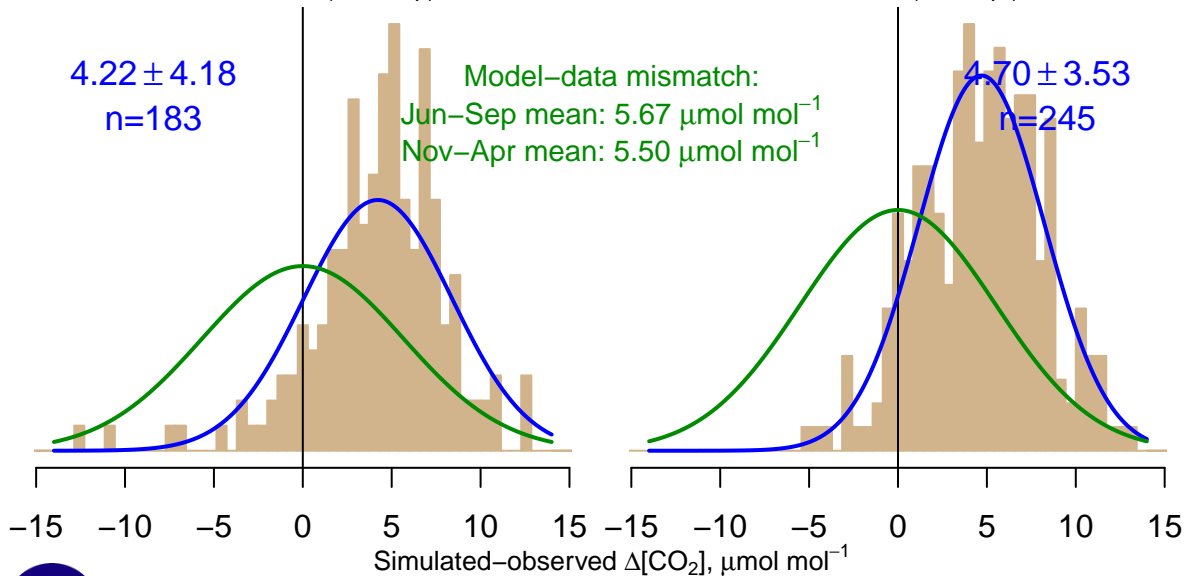 4.22 ± 4.18
n=183
Model−data mismatch:
Jun−Sep mean: 5.67 μmol mol⁻¹
Nov−Apr mean: 5.50 μmol mol⁻¹
4.70 ± 3.53
n=245
−15 −10 −5 0 5 10 15
−15 −10 −5 0 5 10 15
Simulated−observed Δ[CO₂], μmol mol⁻¹